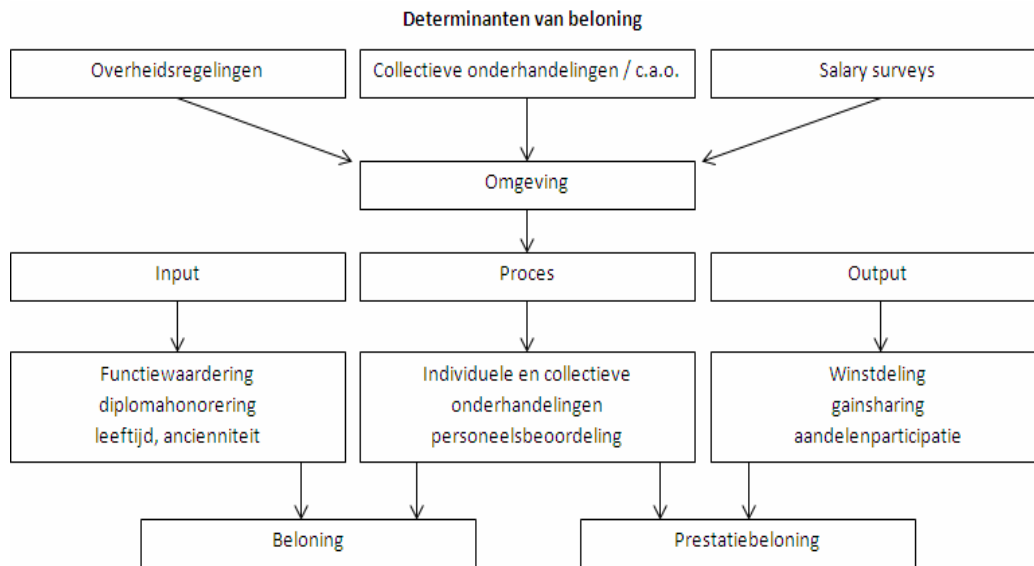 Determinanten van beloning
Overheidsregelingen
Collectieve onderhandelingen / c.a.o.
Salary surveys
Omgeving
Input
Proces
Output
Functiewaardering
diplomahonorering
leeftijd, ancienniteit
Individuele en collectieve
onderhandelingen
personeelsbeoordeling
Winstdeling
gainsharing
aandelenparticipatie
Beloning
Prestatiebeloning